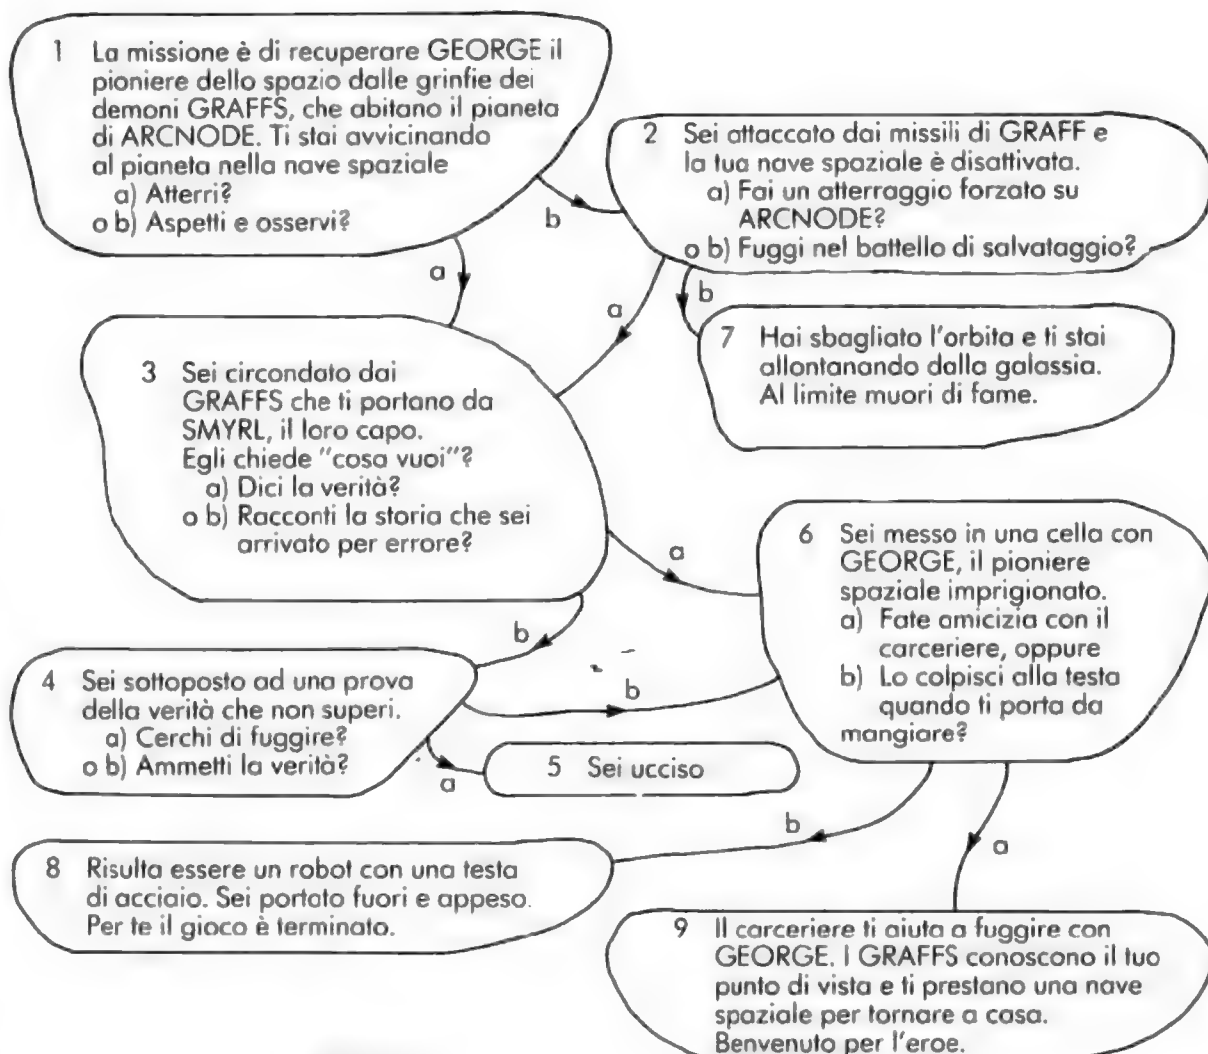 1 La missione è di recuperare GEORGE il
pioniere dello spazio dalle grinfie dei
demoni GRAFFS, che abitano il pianeta
di ARCNODE. Ti stai avvicinando
al pianeta nella nave spaziale
a) Atterri?
o b) Aspetti e osservi?
b
a
2 Sei attaccato dai missili di GRAFF e
la tua nave spaziale è disattivata.
a) Fai un atterraggio forzato su
ARCNODE?
o b) Fuggi nel battello di salvataggio?
a
b
3 Sei circondato dai
GRAFFS che ti portano da
SMYRL, il loro capo.
Egli chiede "cosa vuoi"?
a) Dici la verità?
o b) Racconti la storia che sei
arrivato per errore?
a
b
7 Hai sbagliato l'orbita e ti stai
allontanando dalla galassia.
Al limite muori di fame.
4 Sei sottoposto ad una prova
della verità che non superi.
a) Cerchi di fuggire?
o b) Ammetti la verità?
b
a
5 Sei ucciso
6 Sei messo in una cella con
GEORGE, il pioniere
spaziale imprigionato.
a) Fate amicizia con il
carceriere, oppure
b) Lo colpisci alla testa
quando ti porta da
mangiare?
b
a
8 Risulta essere un robot con una testa
di acciaio. Sei portato fuori e appeso.
Per te il gioco è terminato.
9 Il carceriere ti aiuta a fuggire con
GEORGE. I GRAFFS conoscono il tuo
punto di vista e ti prestano una nave
spaziale per tornare a casa.
Benvenuto per l'eroe.